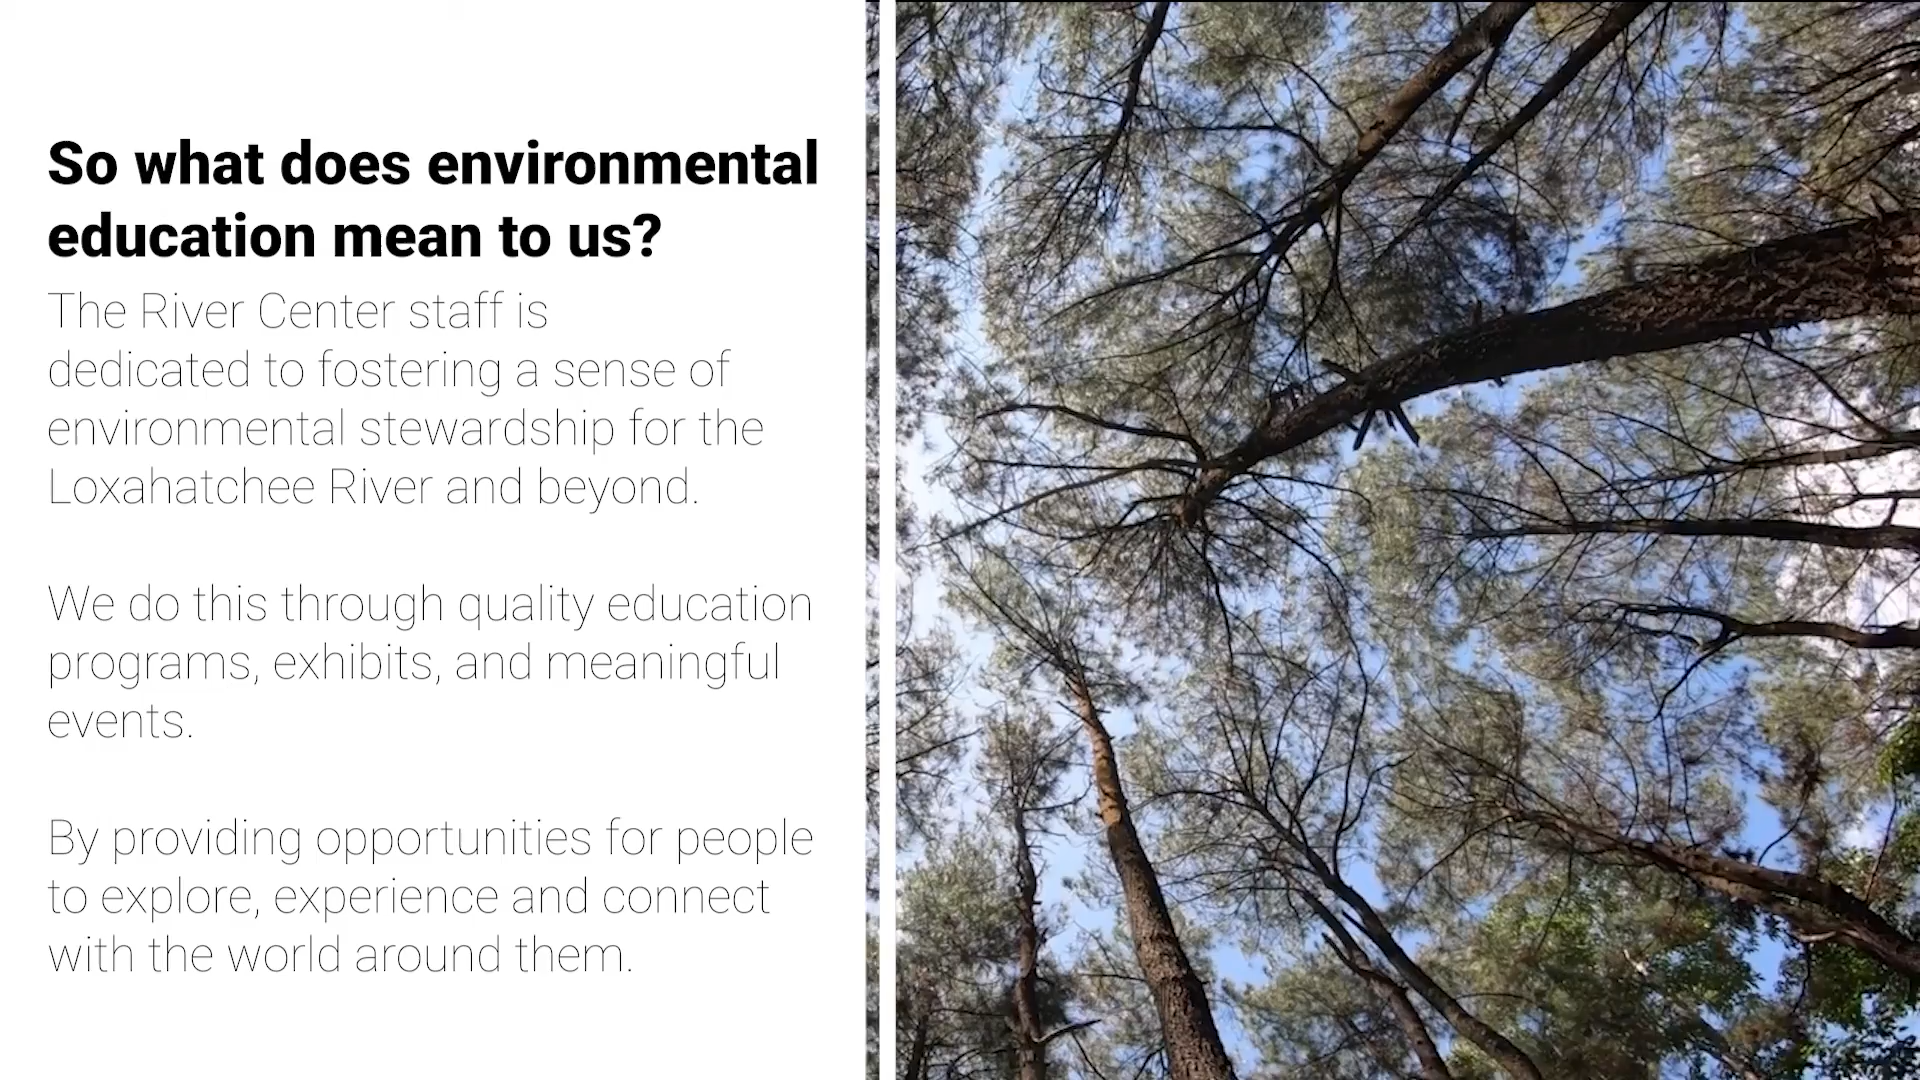 So what does environmental
education mean to us?
The River Center staff is
dedicated to fostering a sense of
environmental stewardship for the
Loxahatchee River and beyond.
We do this through quality education
programs, exhibits, and meaningful
events.
By providing opportunities for people
to explore, experience and connect
with the world around them.